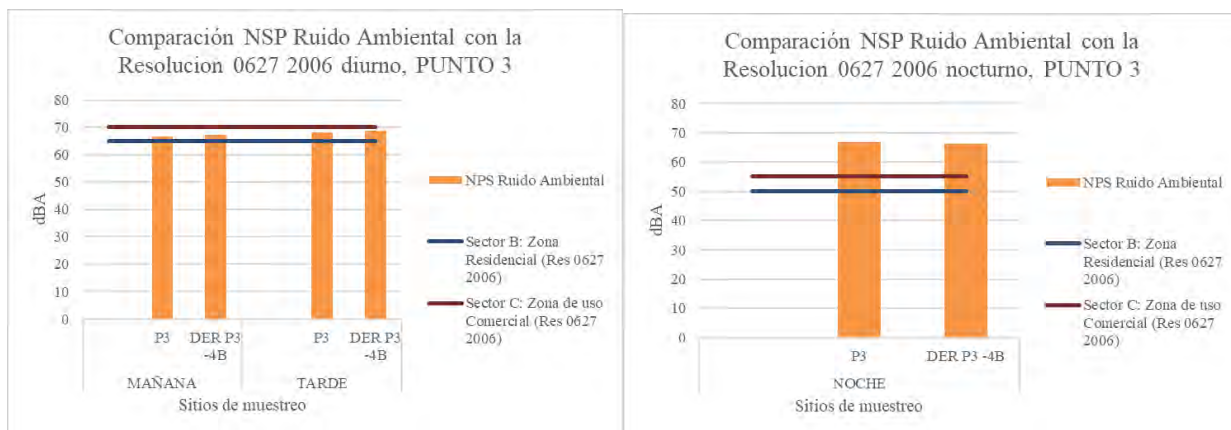 Comparación NSP Ruido Ambiental con la
Resolucion 0627 2006 diurno, PUNTO 3
80
70
60
50
40
30
20
10
0
dBA
P3
DER P3
-4B
P3
DER P3
-4B
MAÑANA
TARDE
Sitios de muestreo
NPS Ruido Ambiental
Sector B: Zona
Residencial (Res 0627
2006)
Sector C: Zona de uso
Comercial (Res 0627
2006)
Comparación NSP Ruido Ambiental con la
Resolucion 0627 2006 nocturno, PUNTO 3
80
70
60
50
40
30
20
10
0
dBA
P3
DER P3 -4B
NOCHE
Sitios de muestreo
NPS Ruido Ambiental
Sector B: Zona
Residencial (Res 0627
2006)
Sector C: Zona de uso
Comercial (Res 0627
2006)